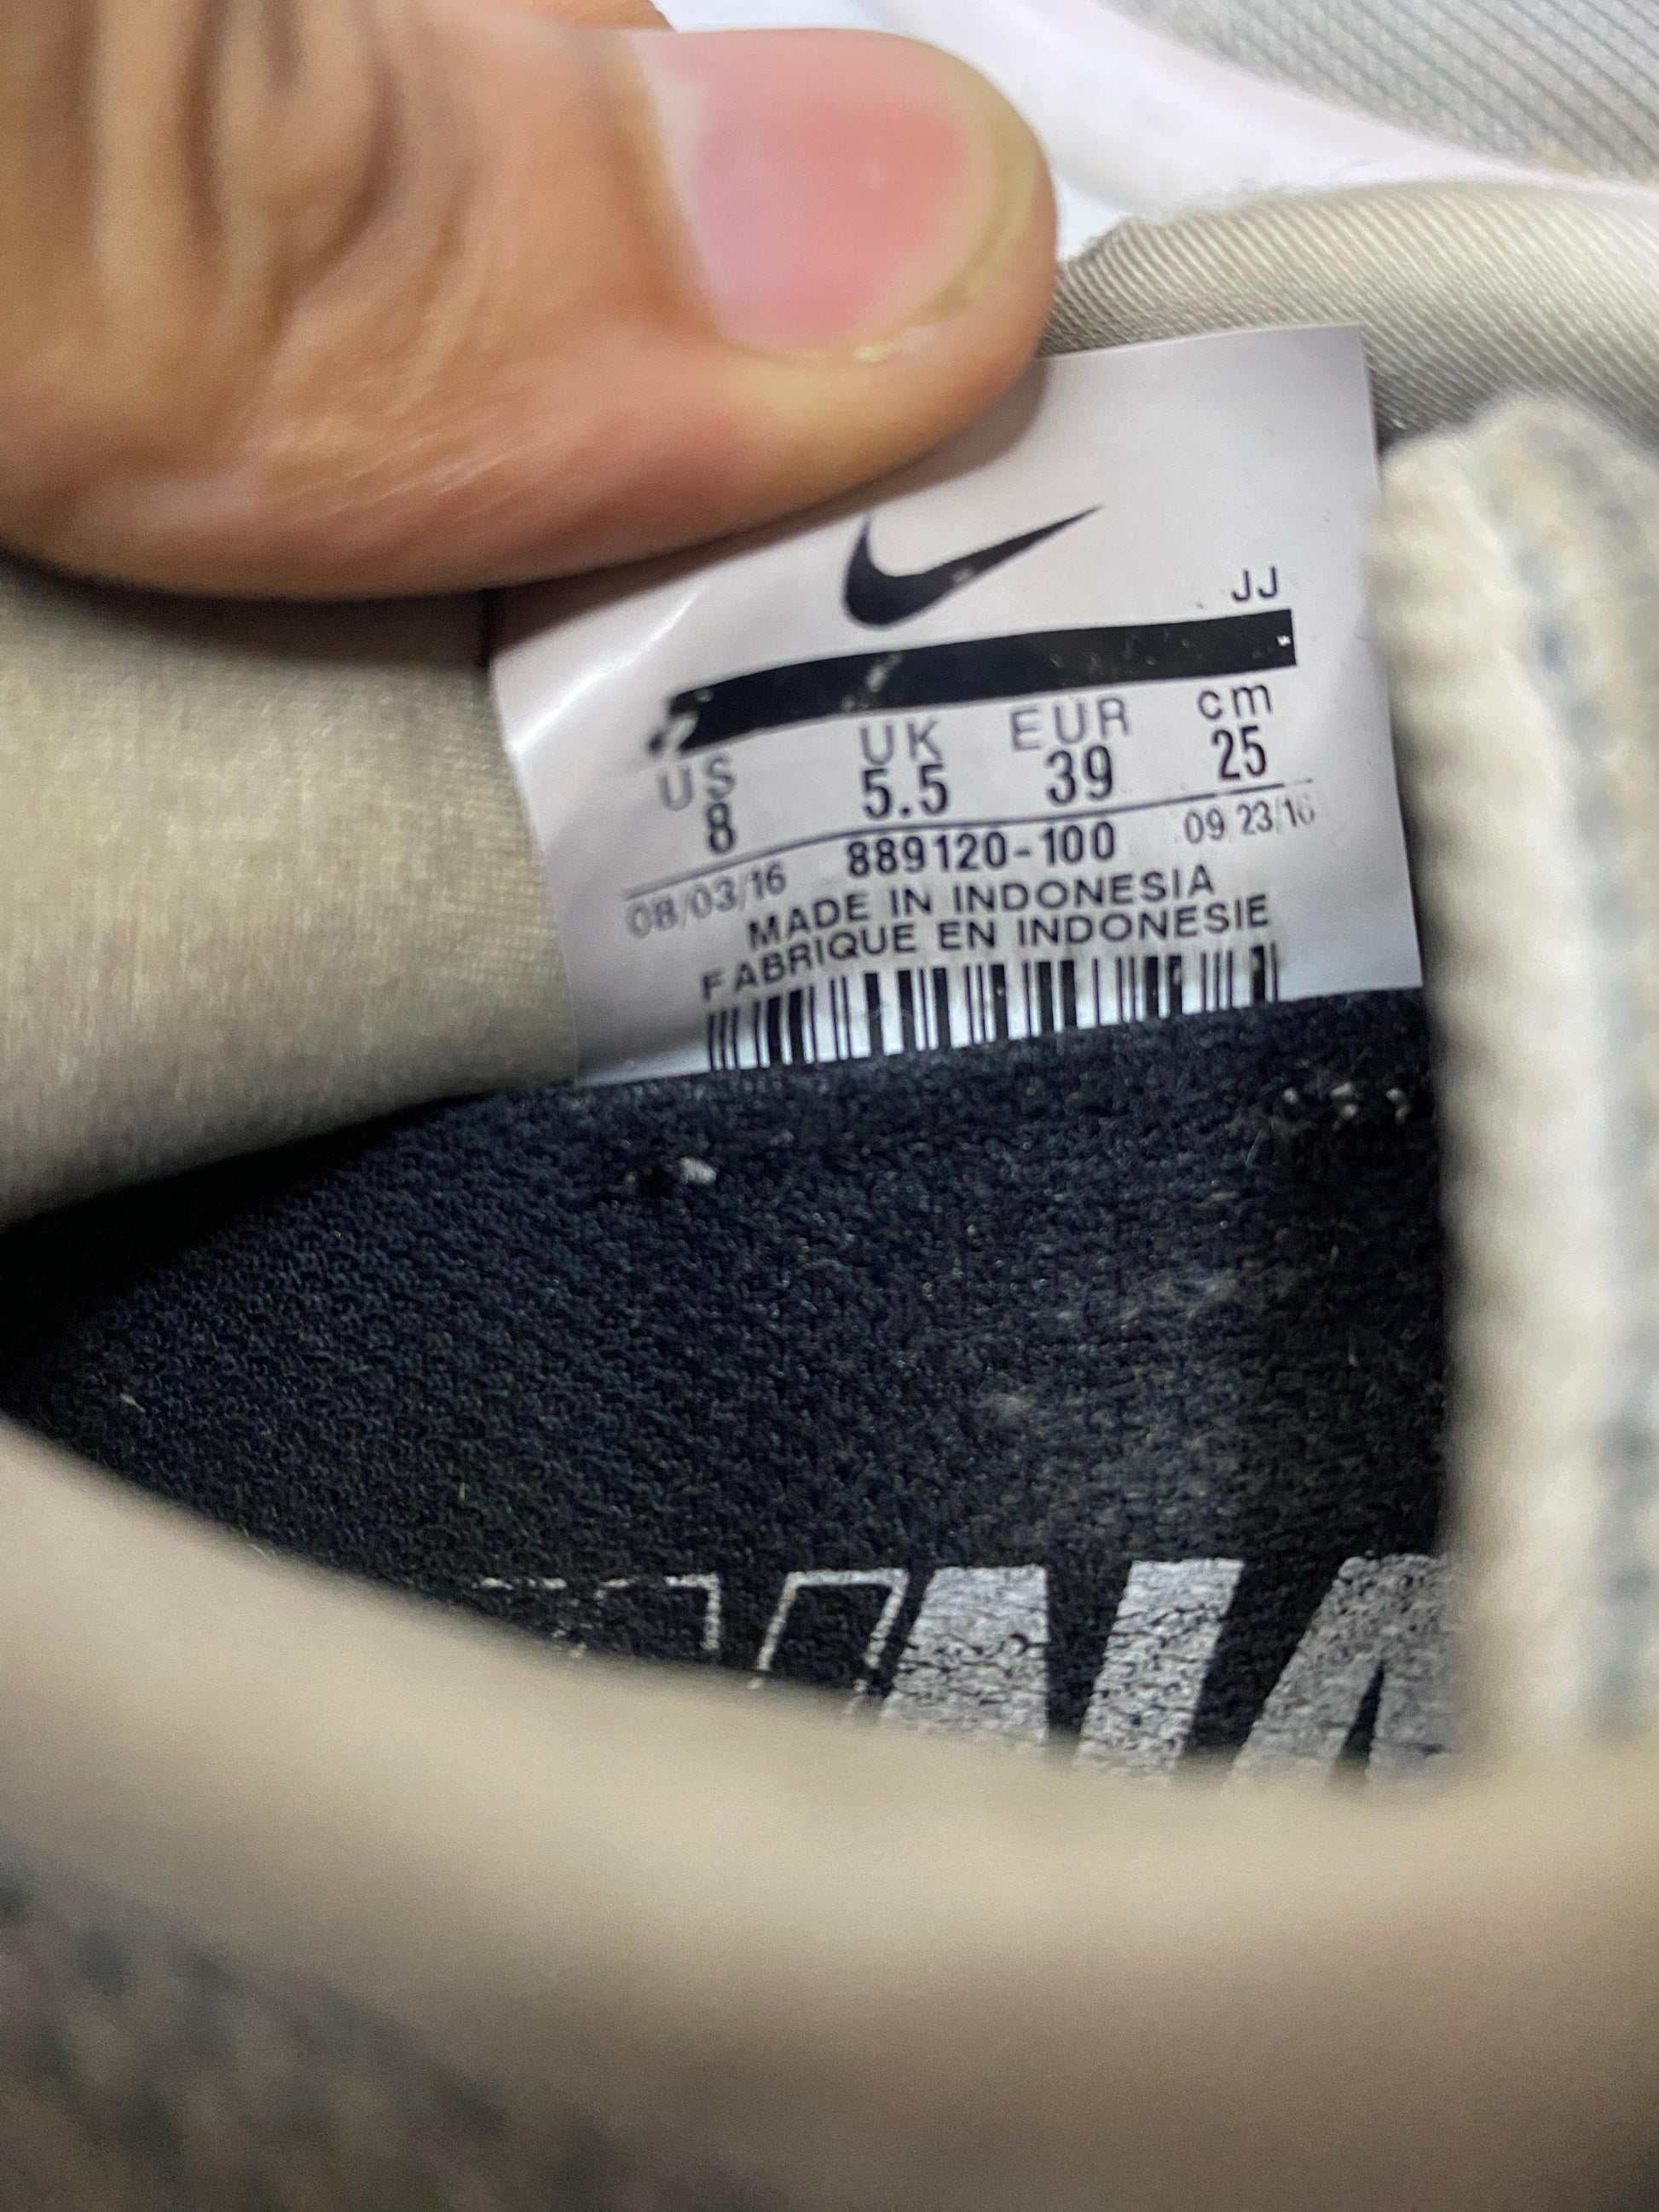 JJ
US UK EUR cm
8 5.5 39 25
08/03/16 889120-100 09/23/16
MADE IN INDONESIA
FABRIQUE EN INDONESIE